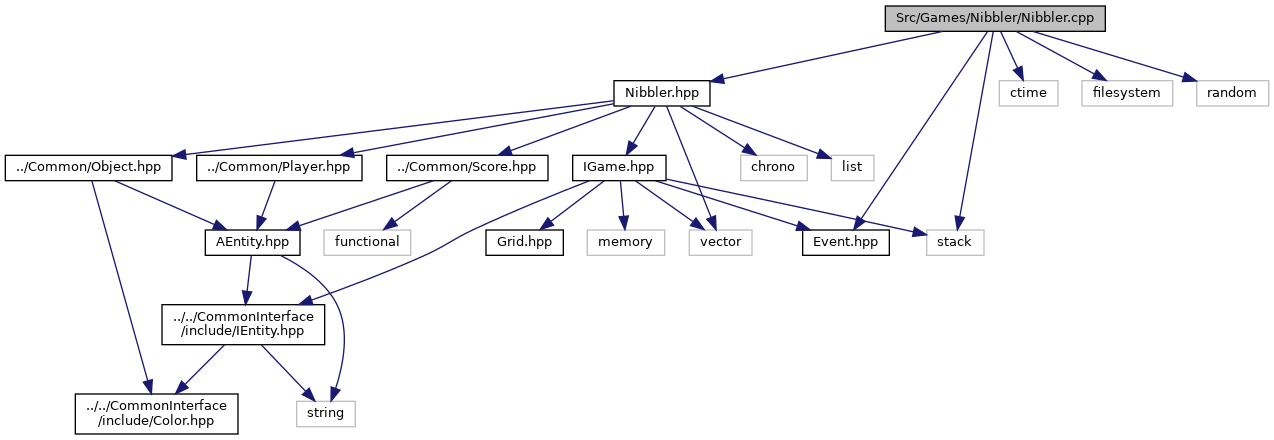 Src/Games/Nibbler/Nibbler.cpp
Nibbler.hpp
ctime
filesystem
random
../Common/Object.hpp
../Common/Player.hpp
../Common/Score.hpp
IGame.hpp
chrono
list
AEntity.hpp
functional
Grid.hpp
memory
vector
Event.hpp
stack
../../CommonInterface
/include/IEntity.hpp
../../CommonInterface
/include/Color.hpp
string